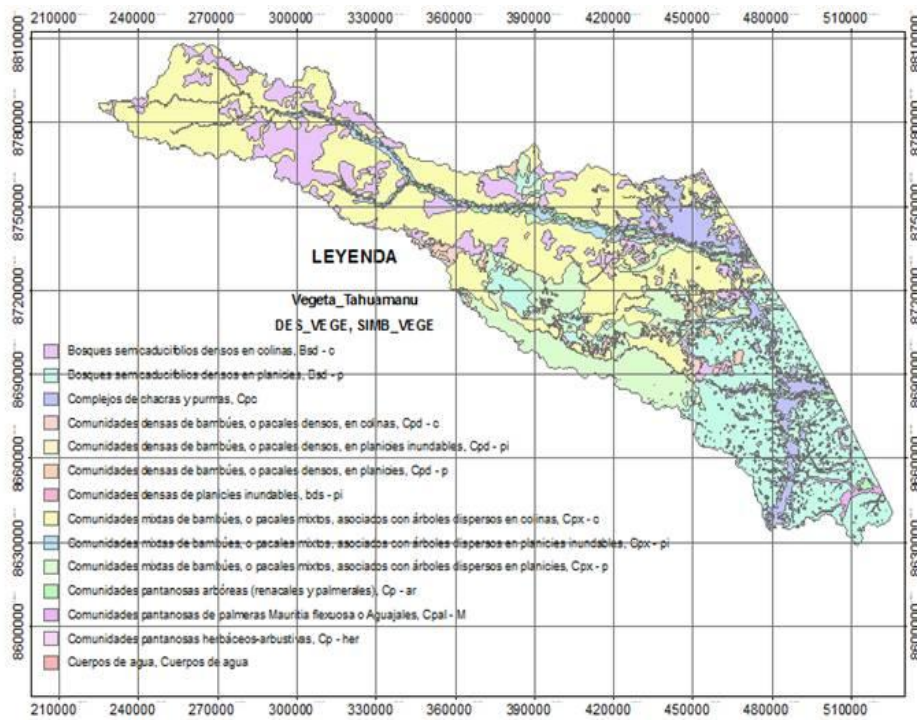 210000 240000 270000 300000 330000 360000 390000 420000 450000 480000 510000
8810000 8810000
8780000 8780000
8750000 8750000
LEYENDA
8720000 8720000
Vegeta_Tahuamanu
DES_VEGE, SIMB_VEGE
Bosques semicaducifolios densos en colinas, Bsd - c
8690000 8690000
Bosques semicaducifolios densos en planicies, Bsd - p
Complejos de chacras y purmas, Cpc
Comunidades densas de bambúes, o pacales densos, en colinas, Cpd - c
Comunidades densas de bambúes, o pacales densos, en planicies inundables, Cpd - pi
8660000 8660000
Comunidades densas de bambúes, o pacales densos, en planicies, Cpd - p
Comunidades densas de planicies inundables, bds - pi
Comunidades mixtas de bambúes, o pacales mixtos, asociados con árboles dispersos en colinas, Cpx - c
8630000 8630000
Comunidades mixtas de bambúes, o pacales mixtos, asociados con árboles dispersos en planicies inundables, Cpx - pi
Comunidades mixtas de bambúes, o pacales mixtos, asociados con árboles dispersos en planicies, Cpx - p
Comunidades pantanosas arbóreas (renacales y palmerales), Cp - ar
Comunidades pantanosas de palmeras Mauritia flexuosa o Aguajales, Cpal - M
8600000 8600000
Comunidades pantanosas herbáceos-arbustivas, Cp - her
Cuerpos de agua, Cuerpos de agua
210000 240000 270000 300000 330000 360000 390000 420000 450000 480000 510000